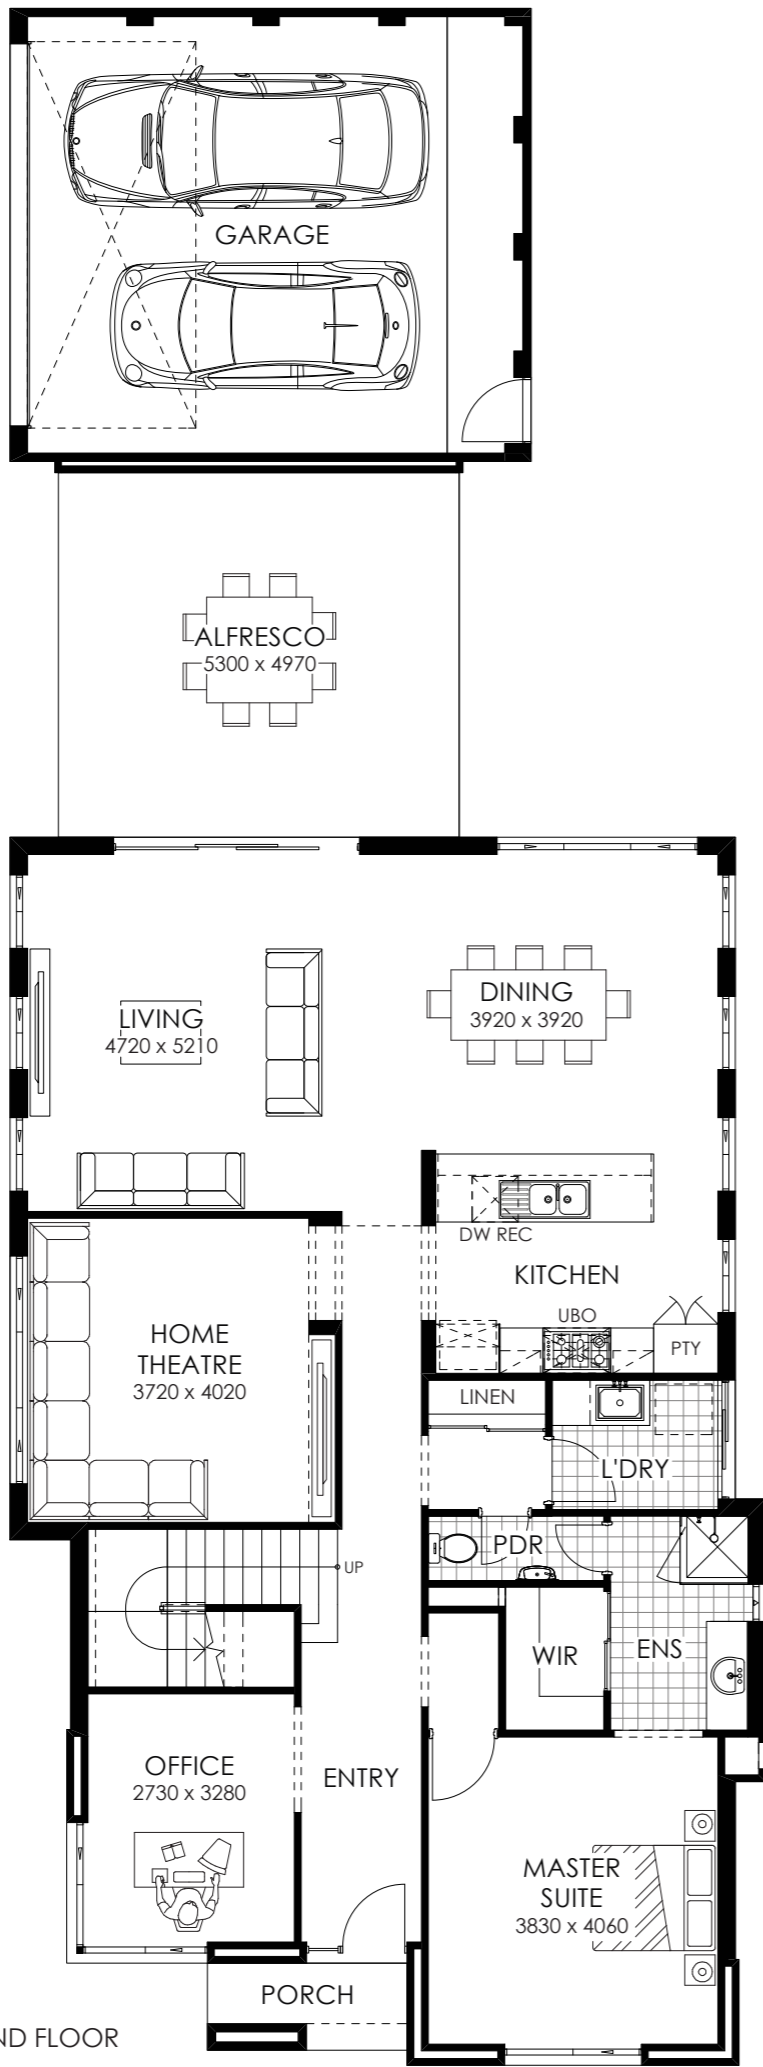 GARAGE
ALFRESCO
5300 x 4970
LIVING
4720 x 5210
DINING
3920 x 3920
DW REC
KITCHEN
UBO
PTY
HOME
THEATRE
3720 x 4020
LINEN
L'DRY
PDR
UP
WIR
ENS
OFFICE
2730 x 3280
ENTRY
MASTER
SUITE
3830 x 4060
PORCH
ND FLOOR